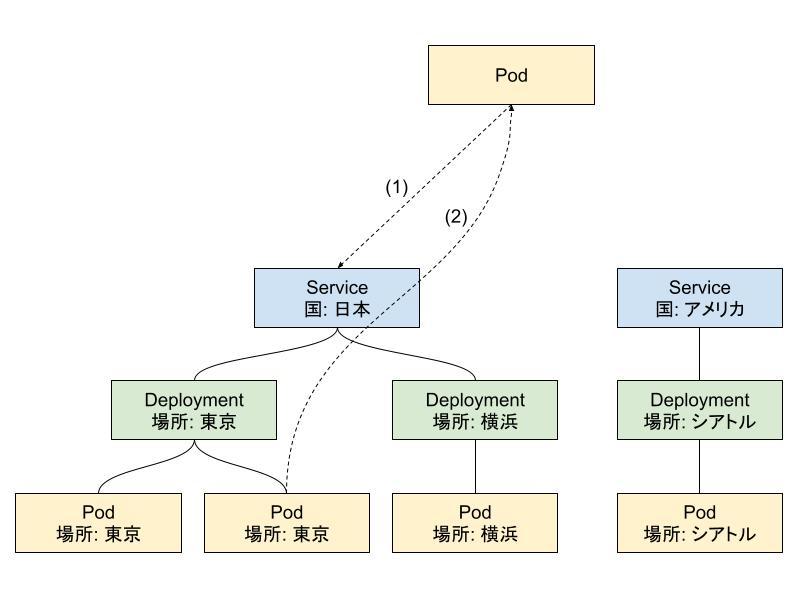 Pod
(1)
(2)
Service
国: 日本
Service
国: アメリカ
Deployment
場所: 東京
Deployment
場所: 横浜
Deployment
場所: シアトル
Pod
場所: 東京
Pod
場所: 東京
Pod
場所: 横浜
Pod
場所: シアトル